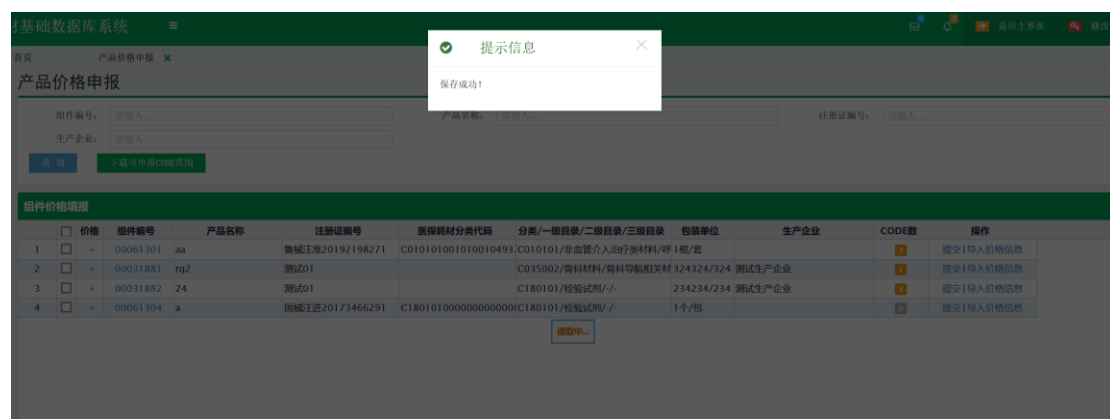 材基础数据库系统 ≡ 返回主界面 修改
首页 产品价格申报 ×
产品价格申报
提示信息
保存成功!
组件编号: 请输入... 产品名称: 请输入... 注册证编号: 请输入...
生产企业: 请输入...
查 询 下载可申报CODE范围
组件价格填报
价格 组件编号 产品名称 注册证编号 医保耗材分类代码 分类/一级目录/二级目录/三级目录 包装单位 生产企业 CODE数 操作
1 + 00061301 aa 鲁械注准20192198271 C010101001010010493 C010101/非血管介入治疗类材料/呼 1根/套 提交|导入价格信息
2 + 00031881 rq2 测试01 C035002/骨科材料/骨科导航相关材 324324/324 测试生产企业 提交|导入价格信息
3 + 00031882 24 测试01 C180101/检验试剂/-/- 234234/234 测试生产企业 提交|导入价格信息
4 + 00061304 a 国械注进20173466291 C180101/检验试剂/-/- 1个/包 0 提交|导入价格信息
读取中...